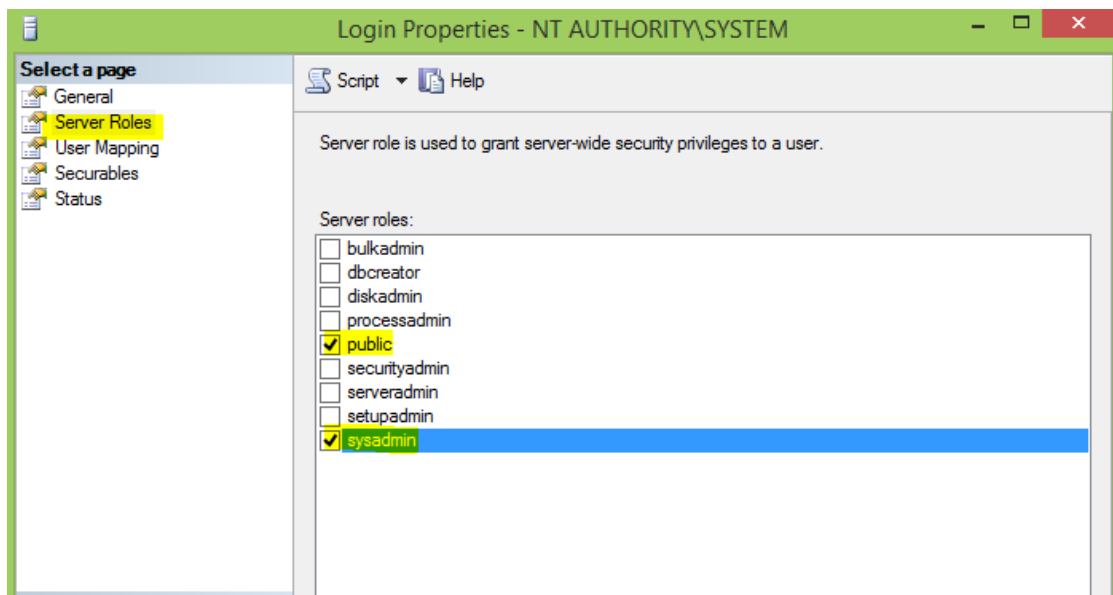 Login Properties - NT AUTHORITY\SYSTEM
Select a page
General
Server Roles
User Mapping
Securables
Status
Script
Help
Server role is used to grant server-wide security privileges to a user.
Server roles:
bulkadmin
dbcreator
diskadmin
processadmin
public
securityadmin
serveradmin
setupadmin
sysadmin